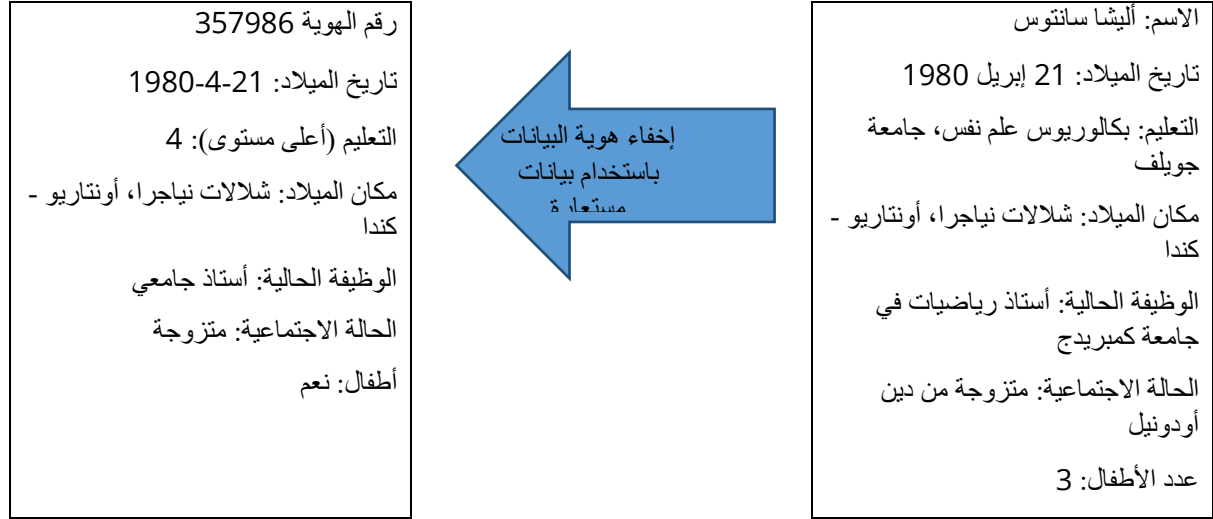 الاسم: أليشا سانتوس
تاريخ الميلاد: 21 إبريل 1980
التعليم: بكالوريوس علم نفس، جامعة
جويلف
مكان الميلاد: شلالات نياجرا، أونتاريو -
كندا
الوظيفة الحالية: أستاذ رياضيات في
جامعة كمبريدج
الحالة الاجتماعية: متزوجة من دين
أودونيل
عدد الأطفال: 3
إخفاء هوية البيانات
باستخدام بيانات
مستعارة
رقم الهوية 357986
تاريخ الميلاد: 21-4-1980
التعليم (أعلى مستوى): 4
مكان الميلاد: شلالات نياجرا، أونتاريو -
كندا
الوظيفة الحالية: أستاذ جامعي
الحالة الاجتماعية: متزوجة
أطفال: نعم